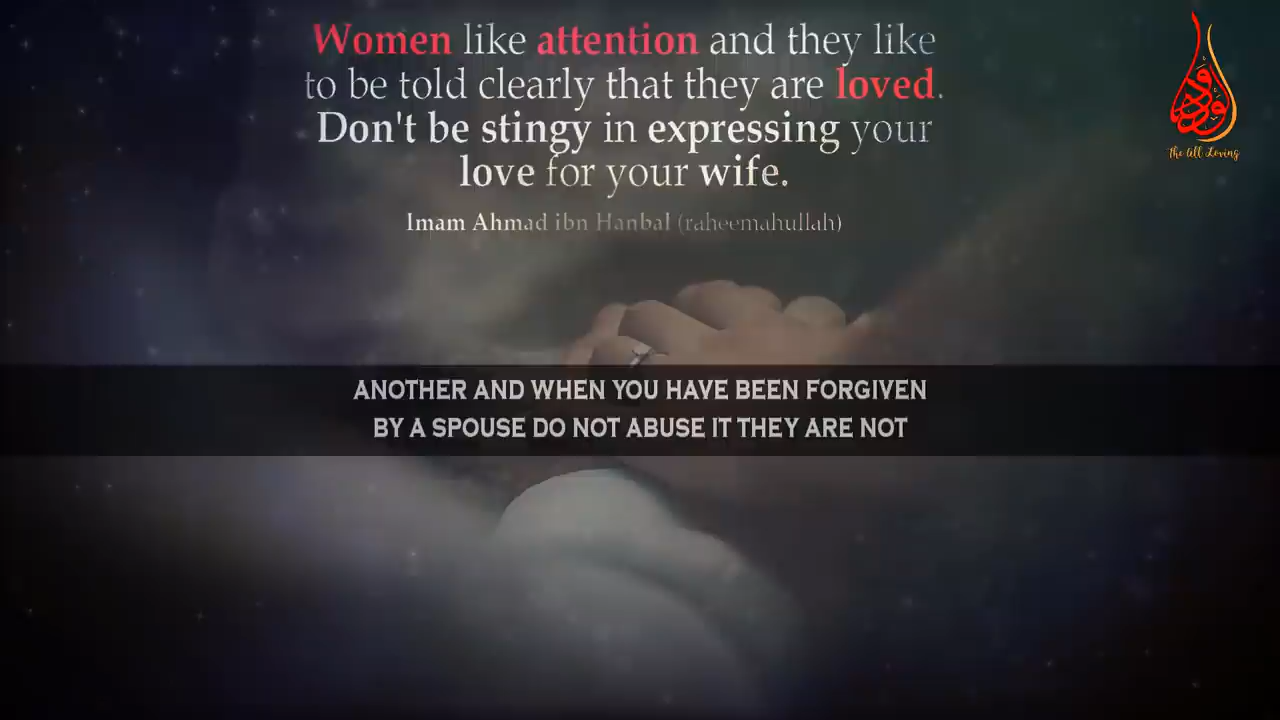 Women like attention and they like
to be told clearly that they are loved.
Don't be stingy in expressing your
love for your wife.
Imam Ahmad ibn Hanbal (raheemahullah)
الودود
The All Loving
ANOTHER AND WHEN YOU HAVE BEEN FORGIVEN
BY A SPOUSE DO NOT ABUSE IT THEY ARE NOT